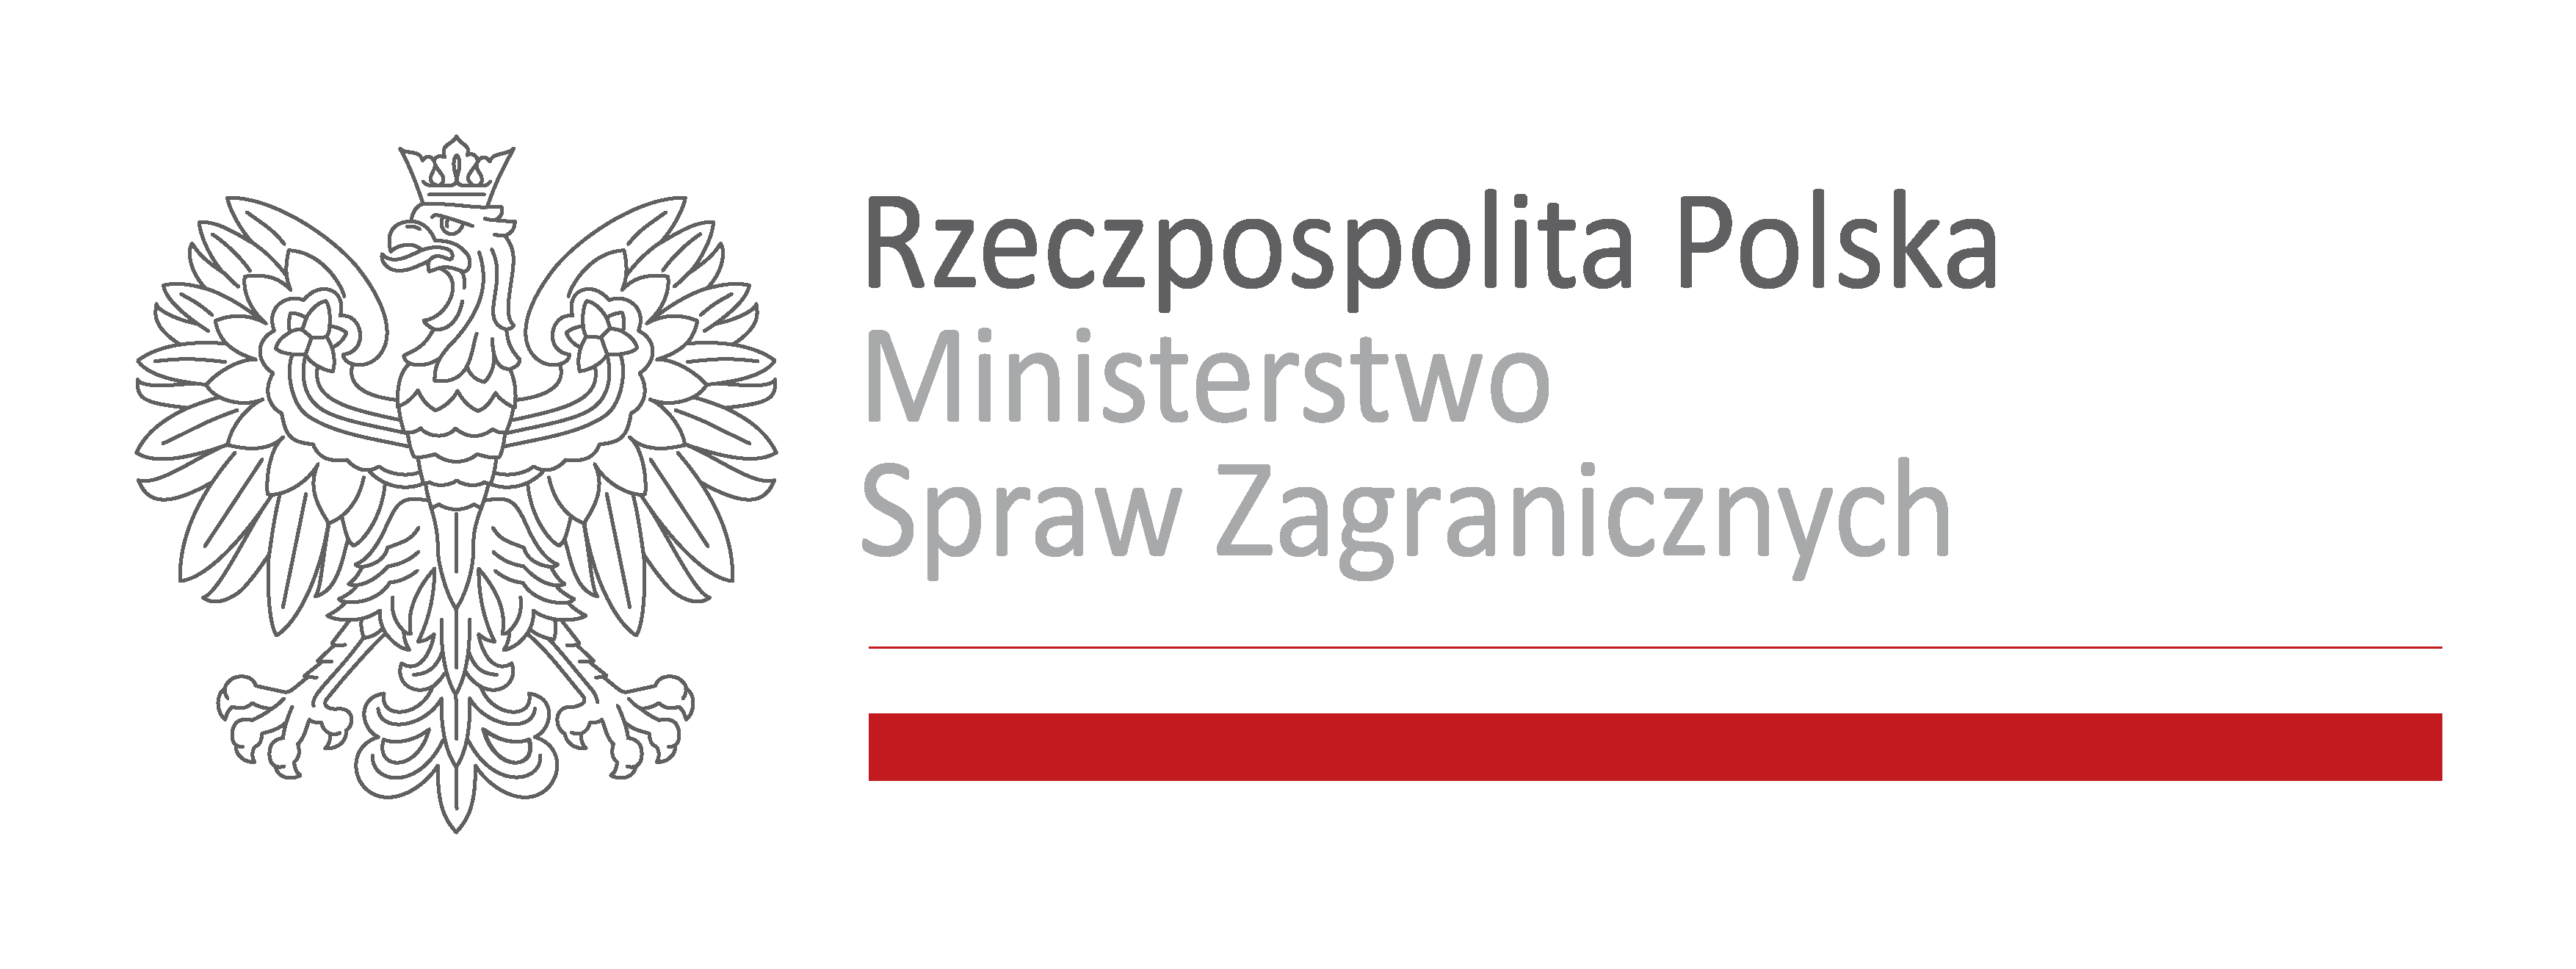 Rzeczpospolita Polska
Ministerstwo
Spraw Zagranicznych